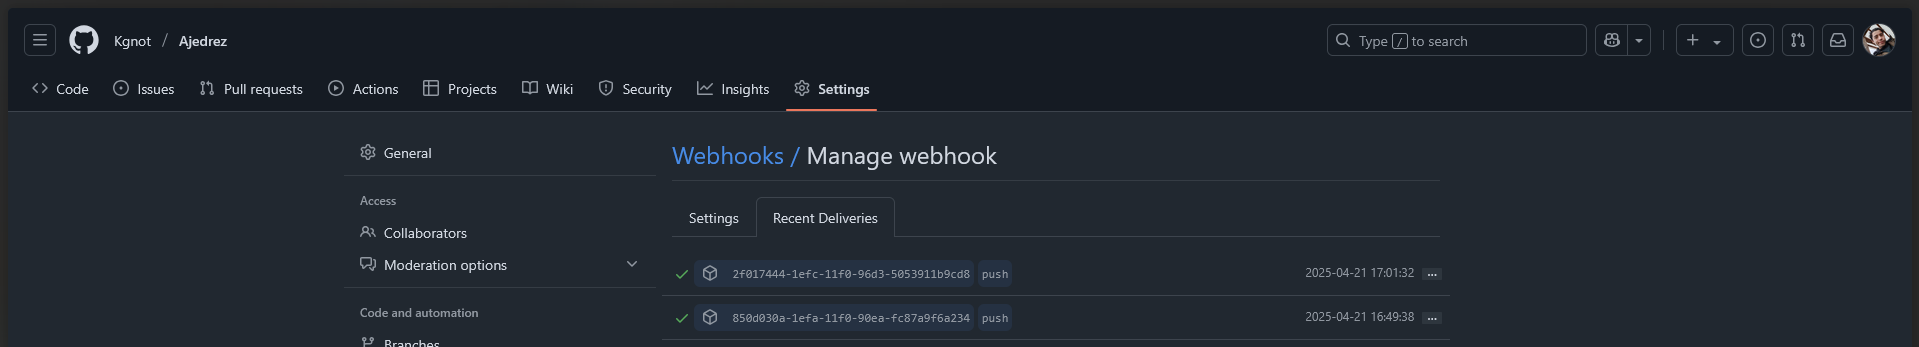 Kgnot / Ajedrez
Type / to search
Code Issues Pull requests Actions Projects Wiki Security Insights Settings
General
Access
Collaborators
Moderation options
Code and automation
Branches
Webhooks / Manage webhook
Settings Recent Deliveries
2f017444-1efc-11f0-96d3-5053911b9cd8 push 2025-04-21 17:01:32 ...
850d030a-1efa-11f0-90ea-fc87a9f6a234 push 2025-04-21 16:49:38 ...